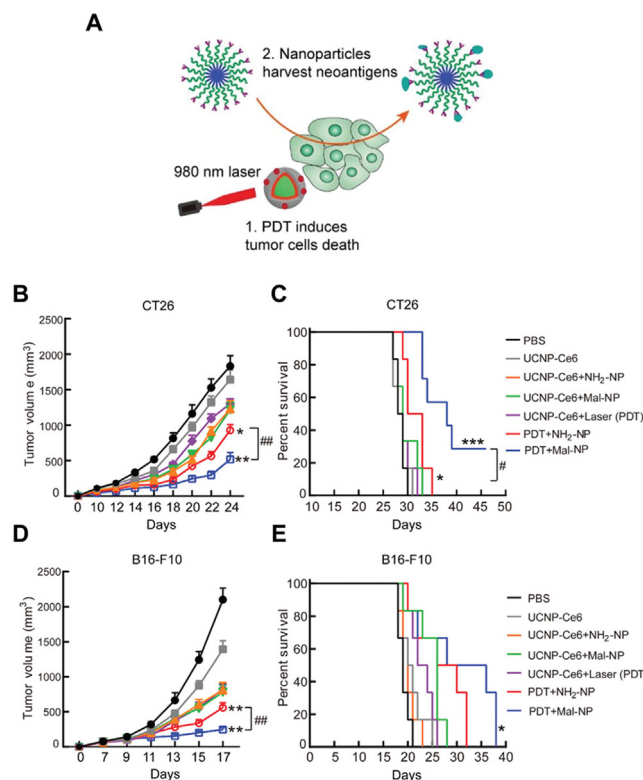 A
2. Nanoparticles
harvest neoantigens
980 nm laser
1. PDT induces
tumor cells death
B
CT26
Tumor volum e (mm³)
2500
2000
1500
1000
500
0
0 10 12 14 16 18 20 22 24
Days
*
**
##
C
CT26
Percent survival
100
80
60
40
20
0
10 15 20 25 30 35 40 45 50
Days
***
*
#
PBS
UCNP-Ce6
UCNP-Ce6+NH₂-NP
UCNP-Ce6+Mal-NP
UCNP-Ce6+Laser (PDT)
PDT+NH₂-NP
PDT+Mal-NP
D
B16-F10
Tumor volu me (mm³)
2500
2000
1500
1000
500
0
0 7 9 11 13 15 17
Days
**
**
##
E
B16-F10
Percent survival
100
80
60
40
20
0
0 5 10 15 20 25 30 35 40
Days
*
PBS
UCNP-Ce6
UCNP-Ce6+NH₂-NP
UCNP-Ce6+Mal-NP
UCNP-Ce6+Laser (PDT
PDT+NH₂-NP
PDT+Mal-NP